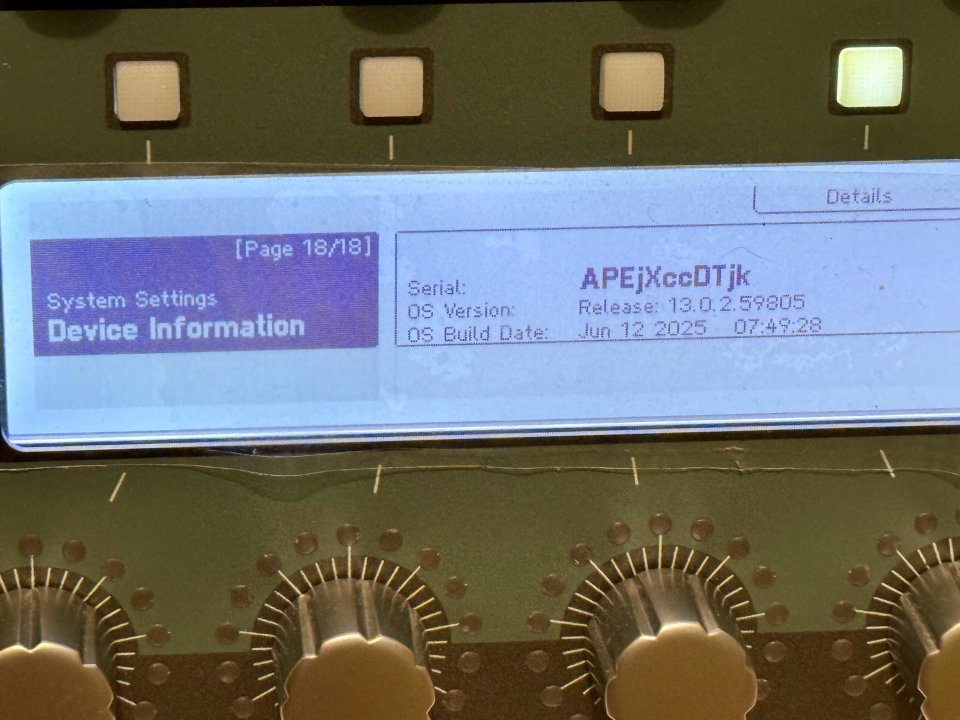 Details
[Page 18/18]
System Settings
Device Information
Serial: APEjXccDTjk
OS Version: Release: 13.0.2.59805
OS Build Date: Jun 12 2025 07:49:28